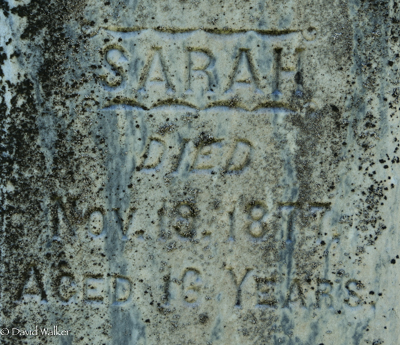 SARAH
DIED
NOV. 13. 1877.
AGED 16 YEARS.
© David Walker